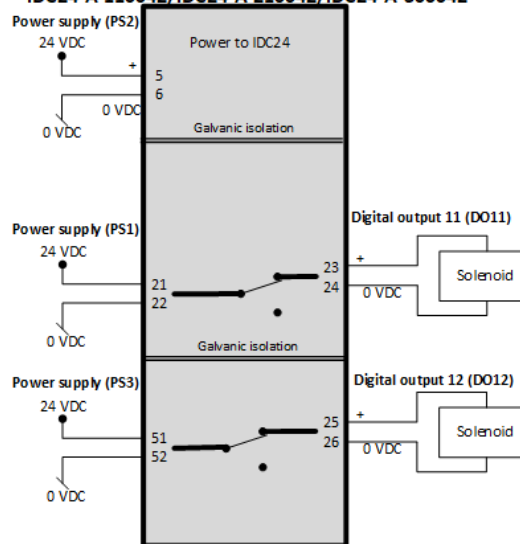 Power supply (PS2)
24 VDC
+
0 VDC
0 VDC
Power to IDC24
5
6
Galvanic isolation
Power supply (PS1)
24 VDC
0 VDC
21
22
23
24
Digital output 11 (DO11)
+
0 VDC
Solenoid
Galvanic isolation
Power supply (PS3)
24 VDC
0 VDC
51
52
25
26
Digital output 12 (DO12)
+
0 VDC
Solenoid